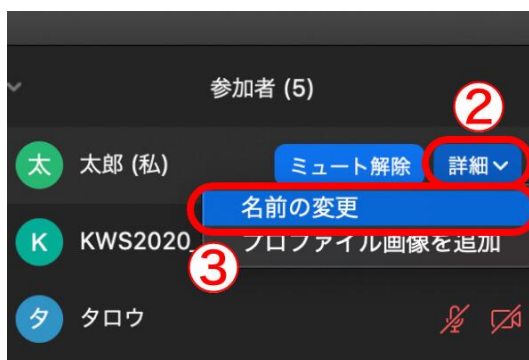 参加者 (5)
②
太 太郎 (私) ミュート解除 詳細
名前の変更
K KWS2020_ プロファイル画像を追加
③
タ タロウ